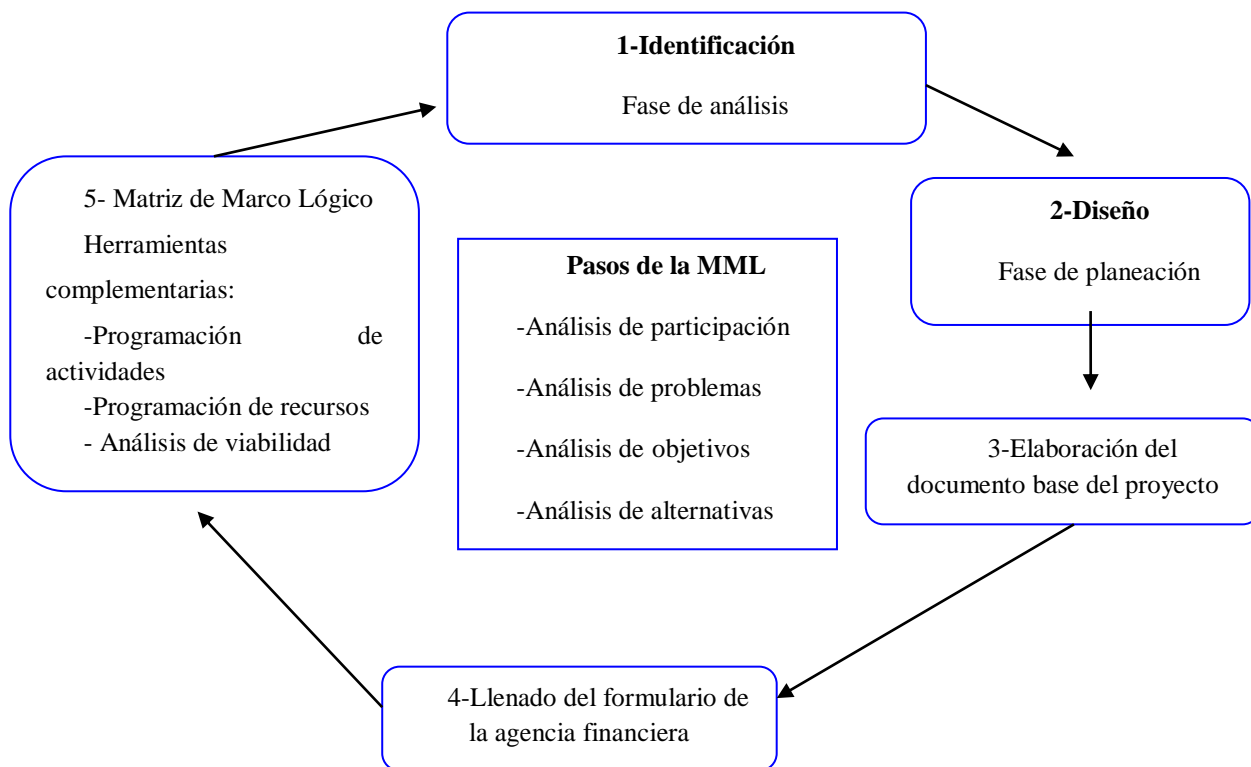 1-Identificación
Fase de análisis
2-Diseño
Fase de planeación
3-Elaboración del
documento base del proyecto
4-Llenado del formulario de
la agencia financiera
5- Matriz de Marco Lógico
Herramientas
complementarias:
-Programación de
actividades
-Programación de recursos
- Análisis de viabilidad
Pasos de la MML
-Análisis de participación
-Análisis de problemas
-Análisis de objetivos
-Análisis de alternativas